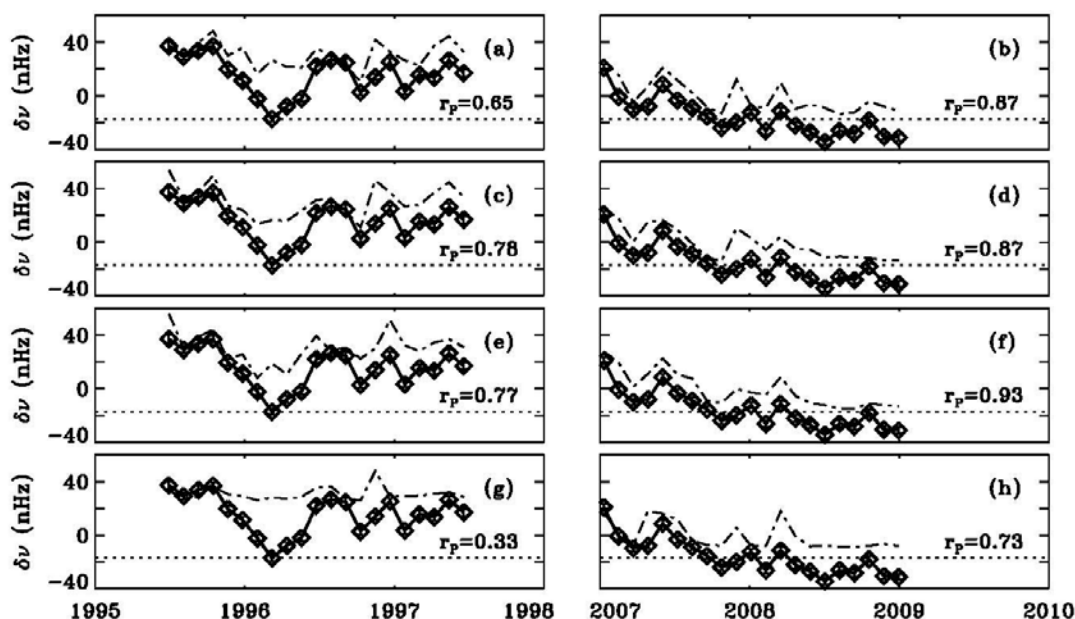 40
0
−40
δν (nHz)
(a)
r_p=0.65
(b)
r_p=0.87
40
0
−40
δν (nHz)
(c)
r_p=0.78
(d)
r_p=0.87
40
0
−40
δν (nHz)
(e)
r_p=0.77
(f)
r_p=0.93
40
0
−40
δν (nHz)
(g)
r_p=0.33
(h)
r_p=0.73
1995 1996 1997 1998 2007 2008 2009 2010